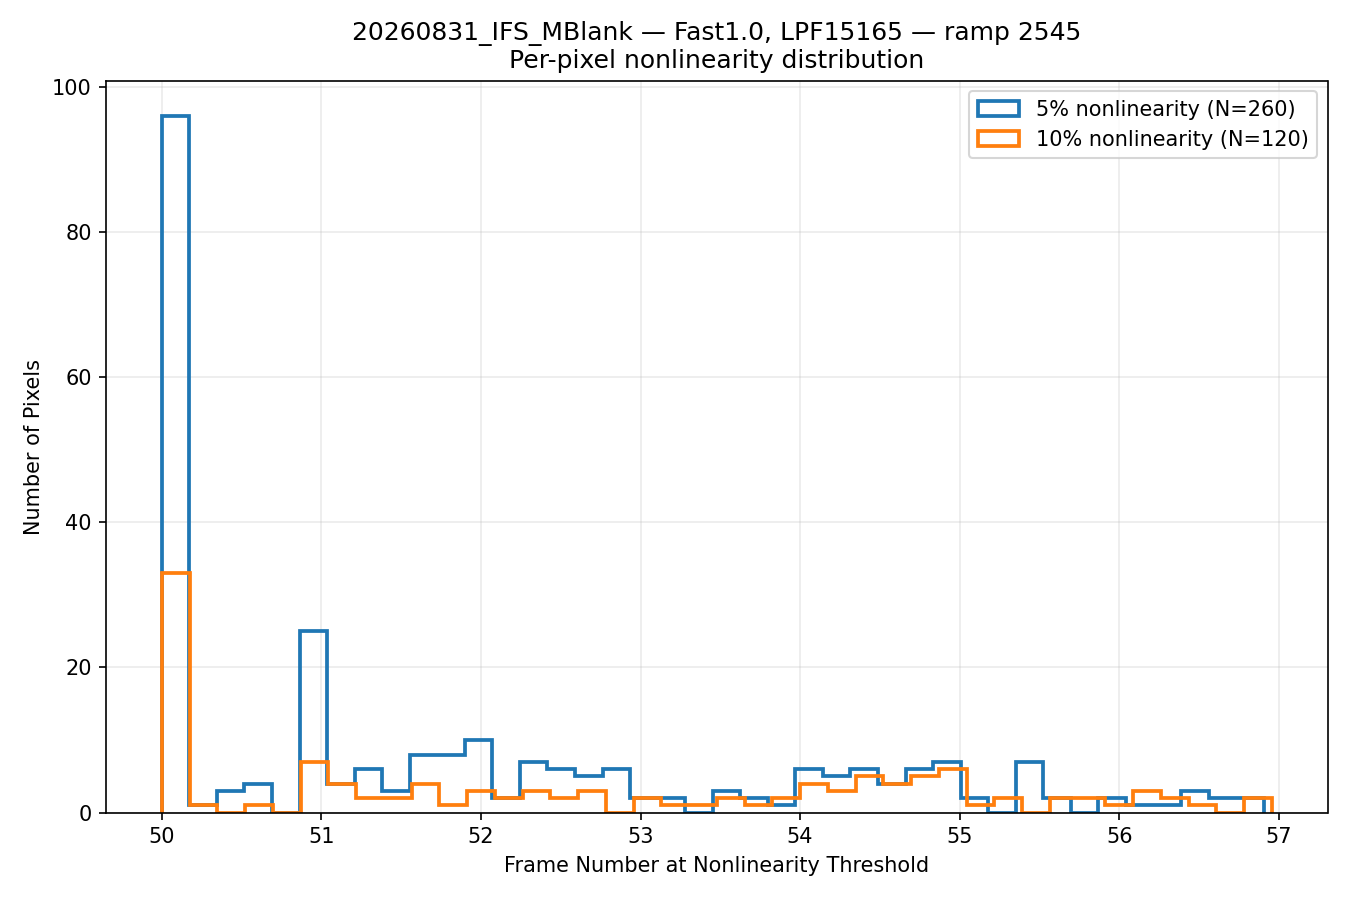 20260831_IFS_MBlank — Fast1.0, LPF15165 — ramp 2545
Per-pixel nonlinearity distribution
5% nonlinearity (N=260)
10% nonlinearity (N=120)
Number of Pixels
100
80
60
40
20
0
50 51 52 53 54 55 56 57
Frame Number at Nonlinearity Threshold